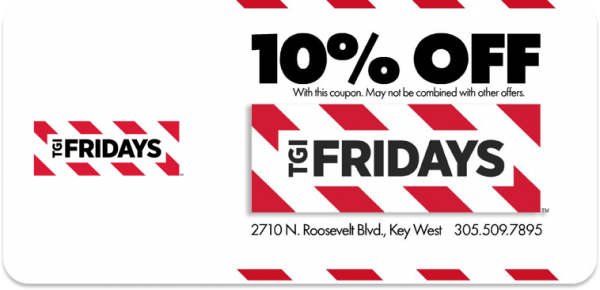 10% OFF
With this coupon. May not be combined with other offers.
TGI FRIDAYS
TGI FRIDAYS™
2710 N. Roosevelt Blvd., Key West 305.509.7895